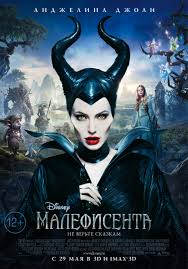 АНДЖЕЛИНА ДЖОЛИ
Disney
МАЛЕФИСЕНТА
НЕ ВЕРЬТЕ СКАЗКАМ
12+
С 29 МАЯ В 3D И IMAX 3D